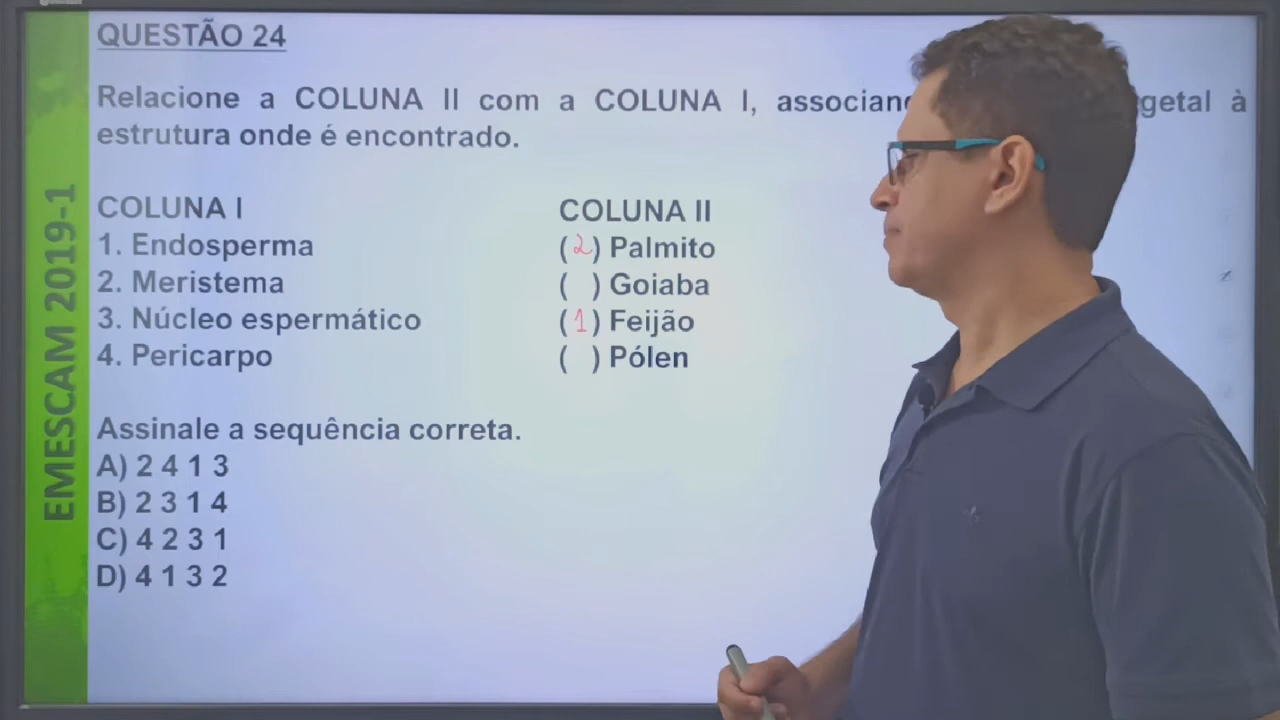 QUESTÃO 24
Relacione a COLUNA II com a COLUNA I, getal à
estrutura onde é encontrado.
COLUNA I
1. Endosperma
2. Meristema
3. Núcleo espermático
4. Pericarpo
COLUNA II
(2) Palmito
( ) Goiaba
(1) Feijão
( ) Pólen
Assinale a sequência correta.
A) 2 4 1 3
B) 2 3 1 4
C) 4 2 3 1
D) 4 1 3 2
EMESCAM 2019-1